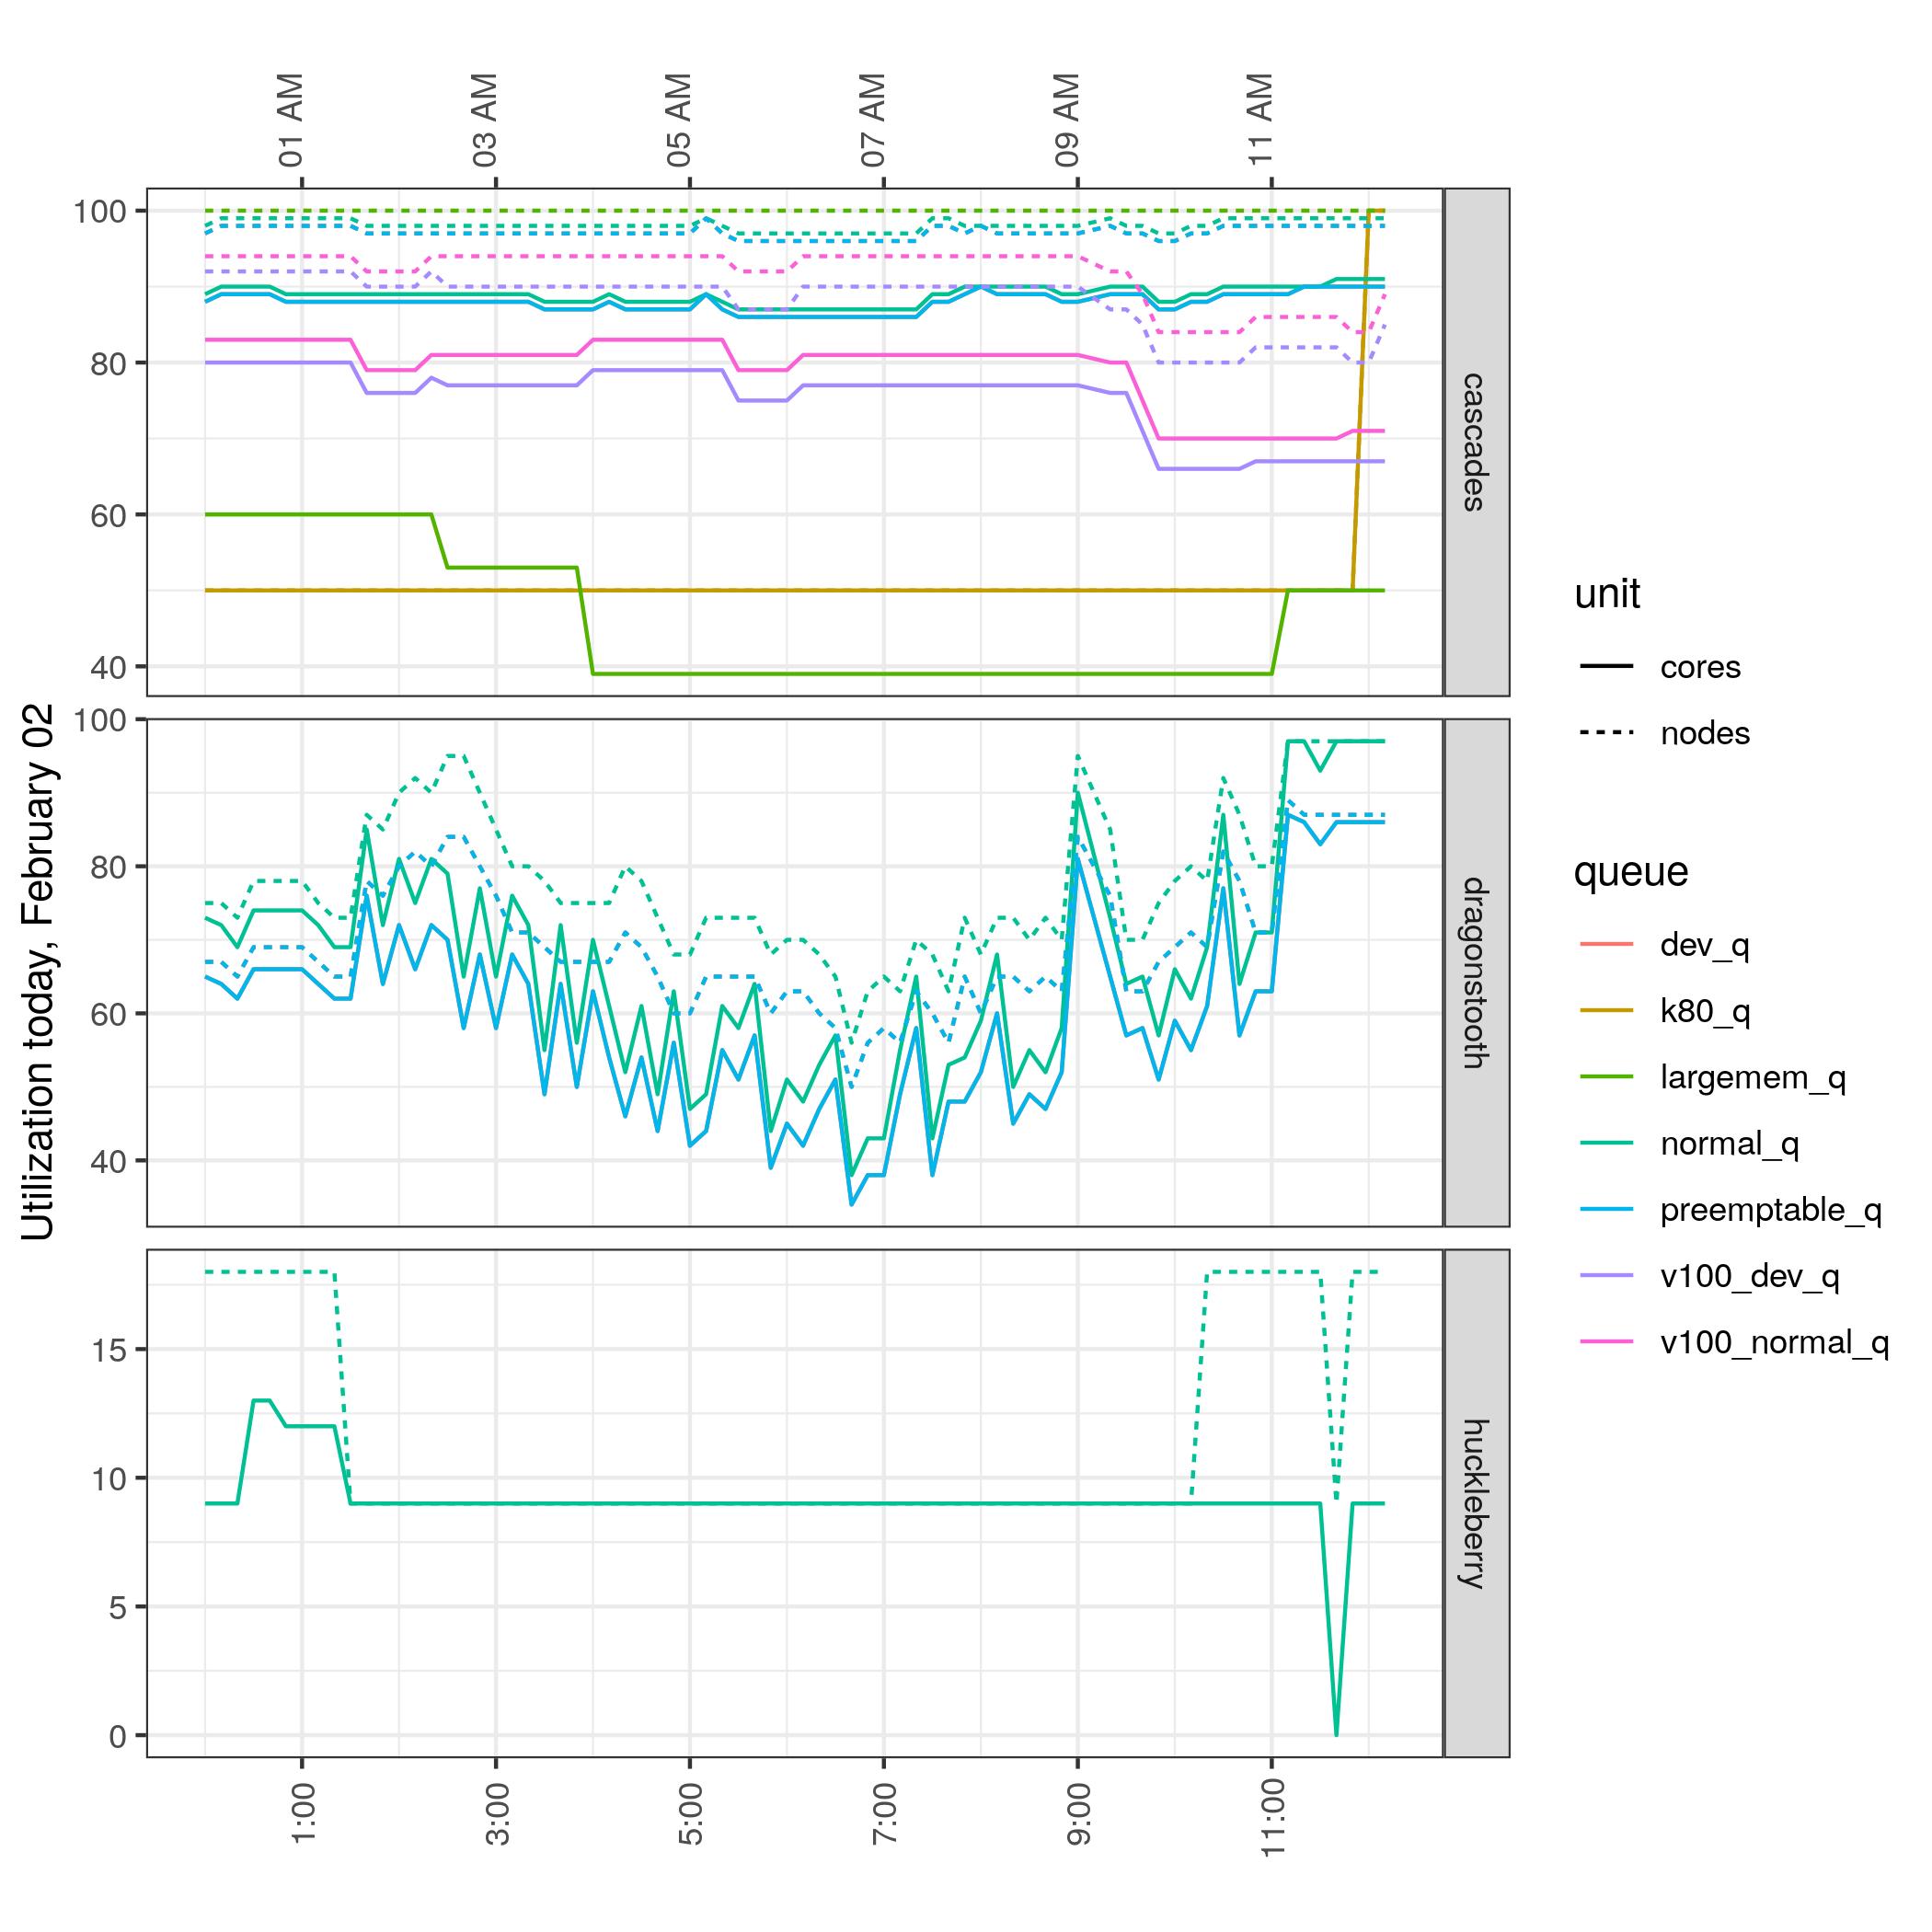 01 AM
03 AM
05 AM
07 AM
09 AM
11 AM
Utilization today, February 02
100
80
60
40
cascades
100
80
60
40
dragonstooth
15
10
5
0
huckleberry
1:00
3:00
5:00
7:00
9:00
11:00
unit
cores
nodes
queue
dev_q
k80_q
largemem_q
normal_q
preemptable_q
v100_dev_q
v100_normal_q